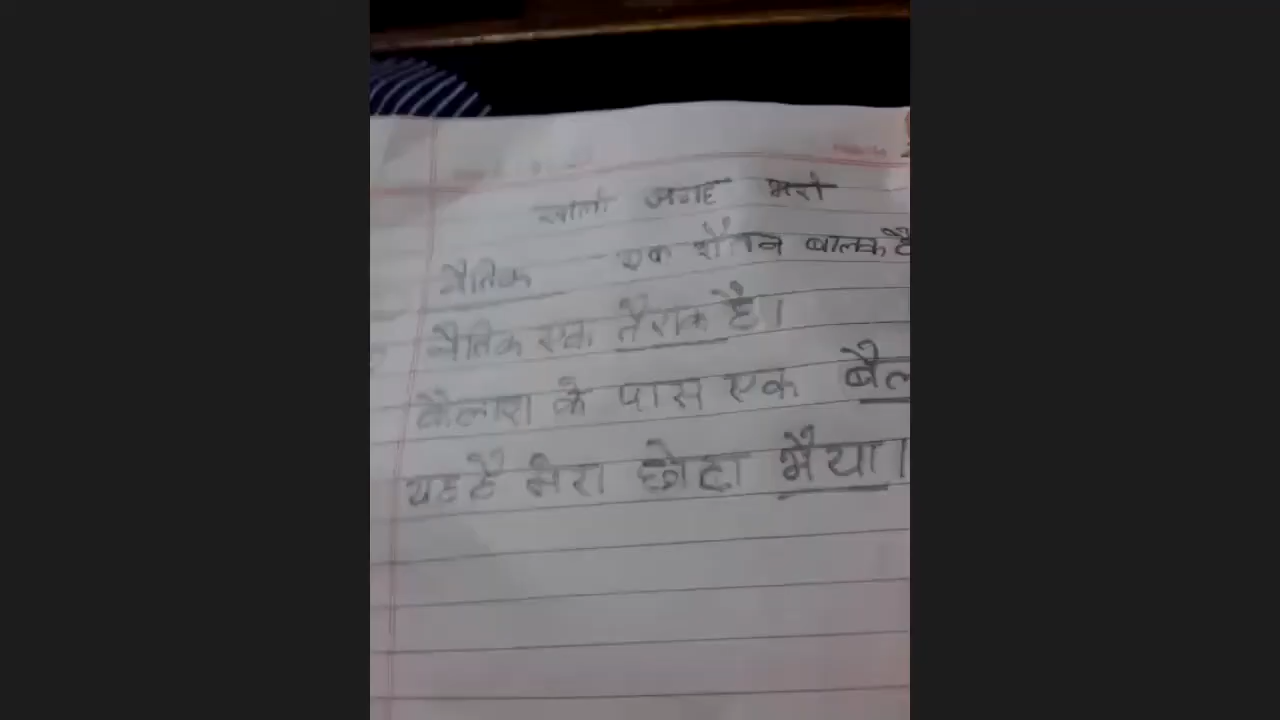 खाली जगह भरो
नैतिक एक शैतान बालक है
नैतिक एक तैराक है।
कैलाश के पास एक बैल
यह है मेरा छोटा भैया।